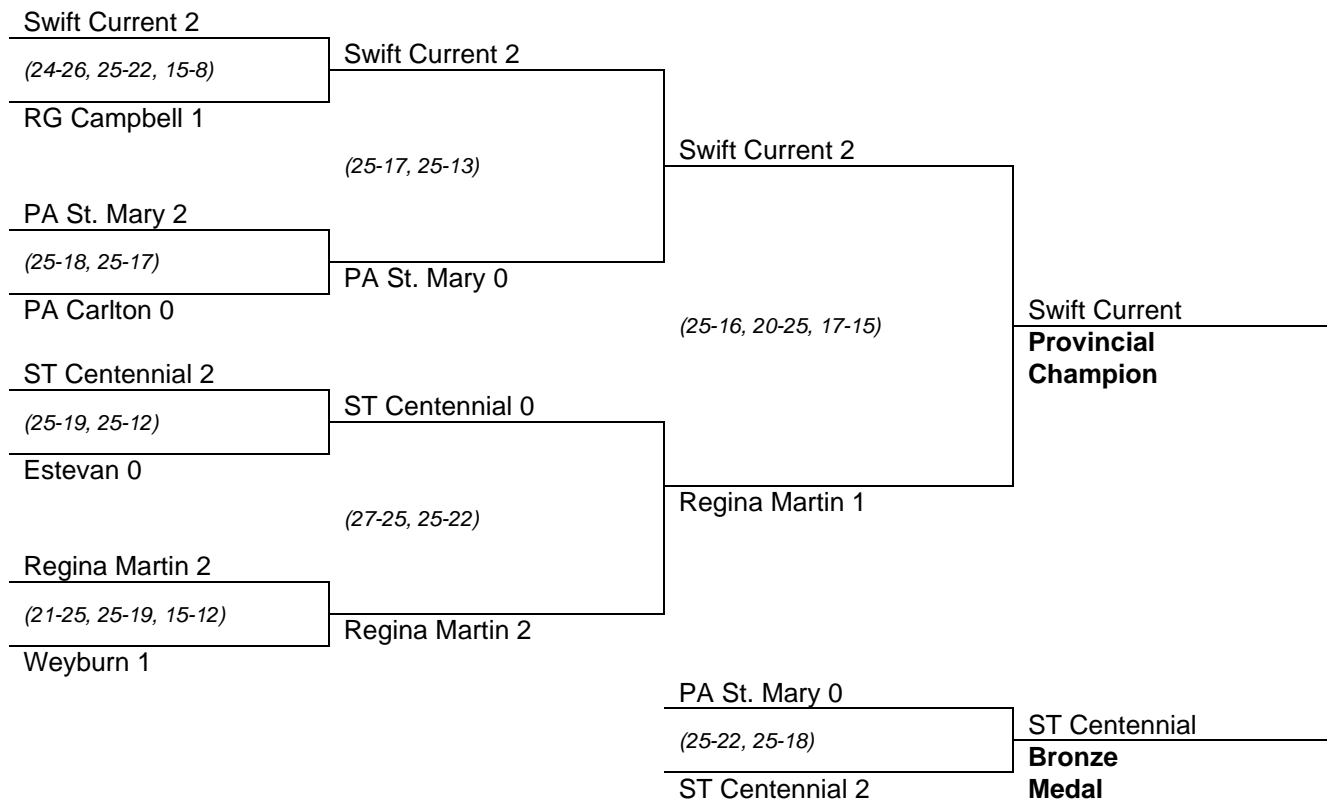 Swift Current 2
(24-26, 25-22, 15-8)
RG Campbell 1
PA St. Mary 2
(25-18, 25-17)
PA Carlton 0
ST Centennial 2
(25-19, 25-12)
Estevan 0
Regina Martin 2
(21-25, 25-19, 15-12)
Weyburn 1
Swift Current 2
(25-17, 25-13)
PA St. Mary 0
ST Centennial 0
(27-25, 25-22)
Regina Martin 2
Swift Current 2
(25-16, 20-25, 17-15)
Regina Martin 1
Swift Current
Provincial
Champion
PA St. Mary 0
(25-22, 25-18)
ST Centennial 2
ST Centennial
Bronze
Medal